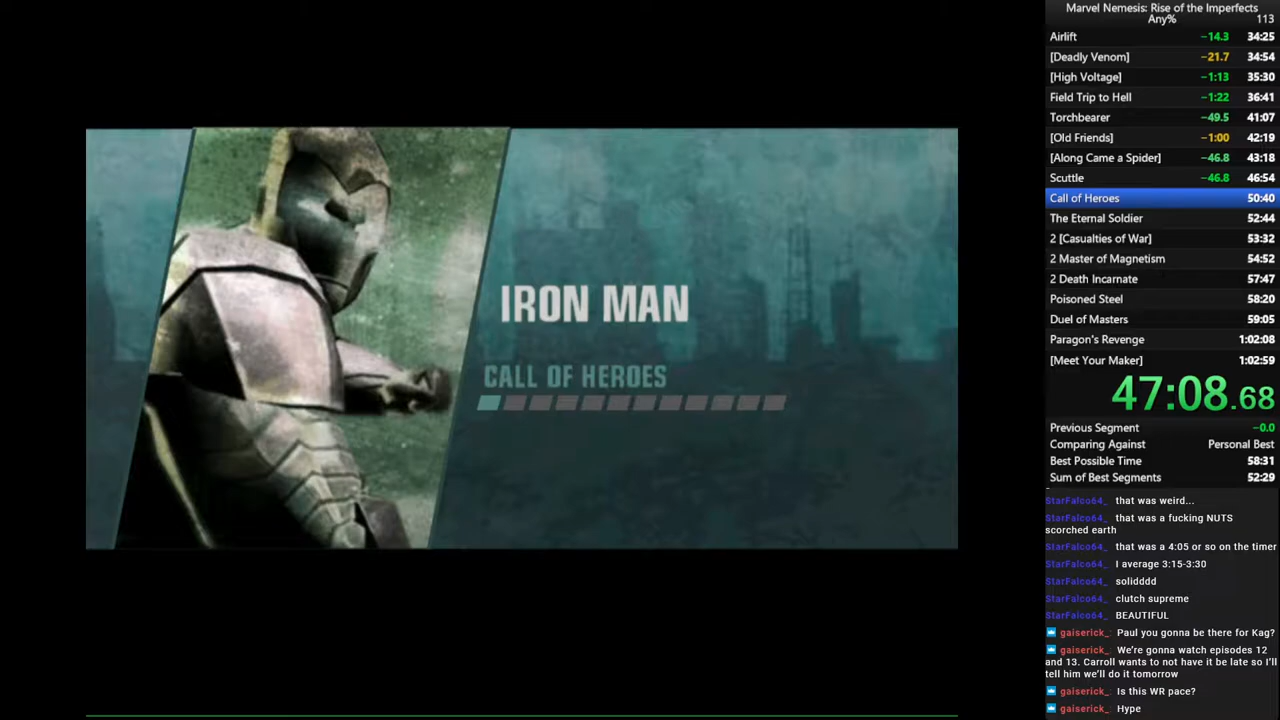 IRON MAN
CALL OF HEROES
Marvel Nemesis: Rise of the Imperfects
Any%
113
Airlift −14.3 34:25
[Deadly Venom] −21.7 34:54
[High Voltage] −1:13 35:30
Field Trip to Hell −1:22 36:41
Torchbearer −49.5 41:07
[Old Friends] −1:00 42:19
[Along Came a Spider] −46.8 43:18
Scuttle −46.8 46:54
Call of Heroes 50:40
The Eternal Soldier 52:44
2 [Casualties of War] 53:32
2 Master of Magnetism 54:52
2 Death Incarnate 57:47
Poisoned Steel 58:20
Duel of Masters 59:05
Paragon's Revenge 1:02:08
[Meet Your Maker] 1:02:59
47:08.68
Previous Segment −0.0
Comparing Against Personal Best
Best Possible Time 58:31
Sum of Best Segments 52:29
StarFalco64_ that was weird...
StarFalco64_ that was a fucking NUTS
scorched earth
StarFalco64_ that was a 4:05 or so on the timer
StarFalco64_ I average 3:15-3:30
StarFalco64_ solidddd
StarFalco64_ clutch supreme
StarFalco64_ BEAUTIFUL
gaiserick_: Paul you gonna be there for Kag?
gaiserick_: We're gonna watch episodes 12
and 13. Carroll wants to not have it be late so I'll
tell him we'll do it tomorrow
gaiserick_: Is this WR pace?
gaiserick_: Hype